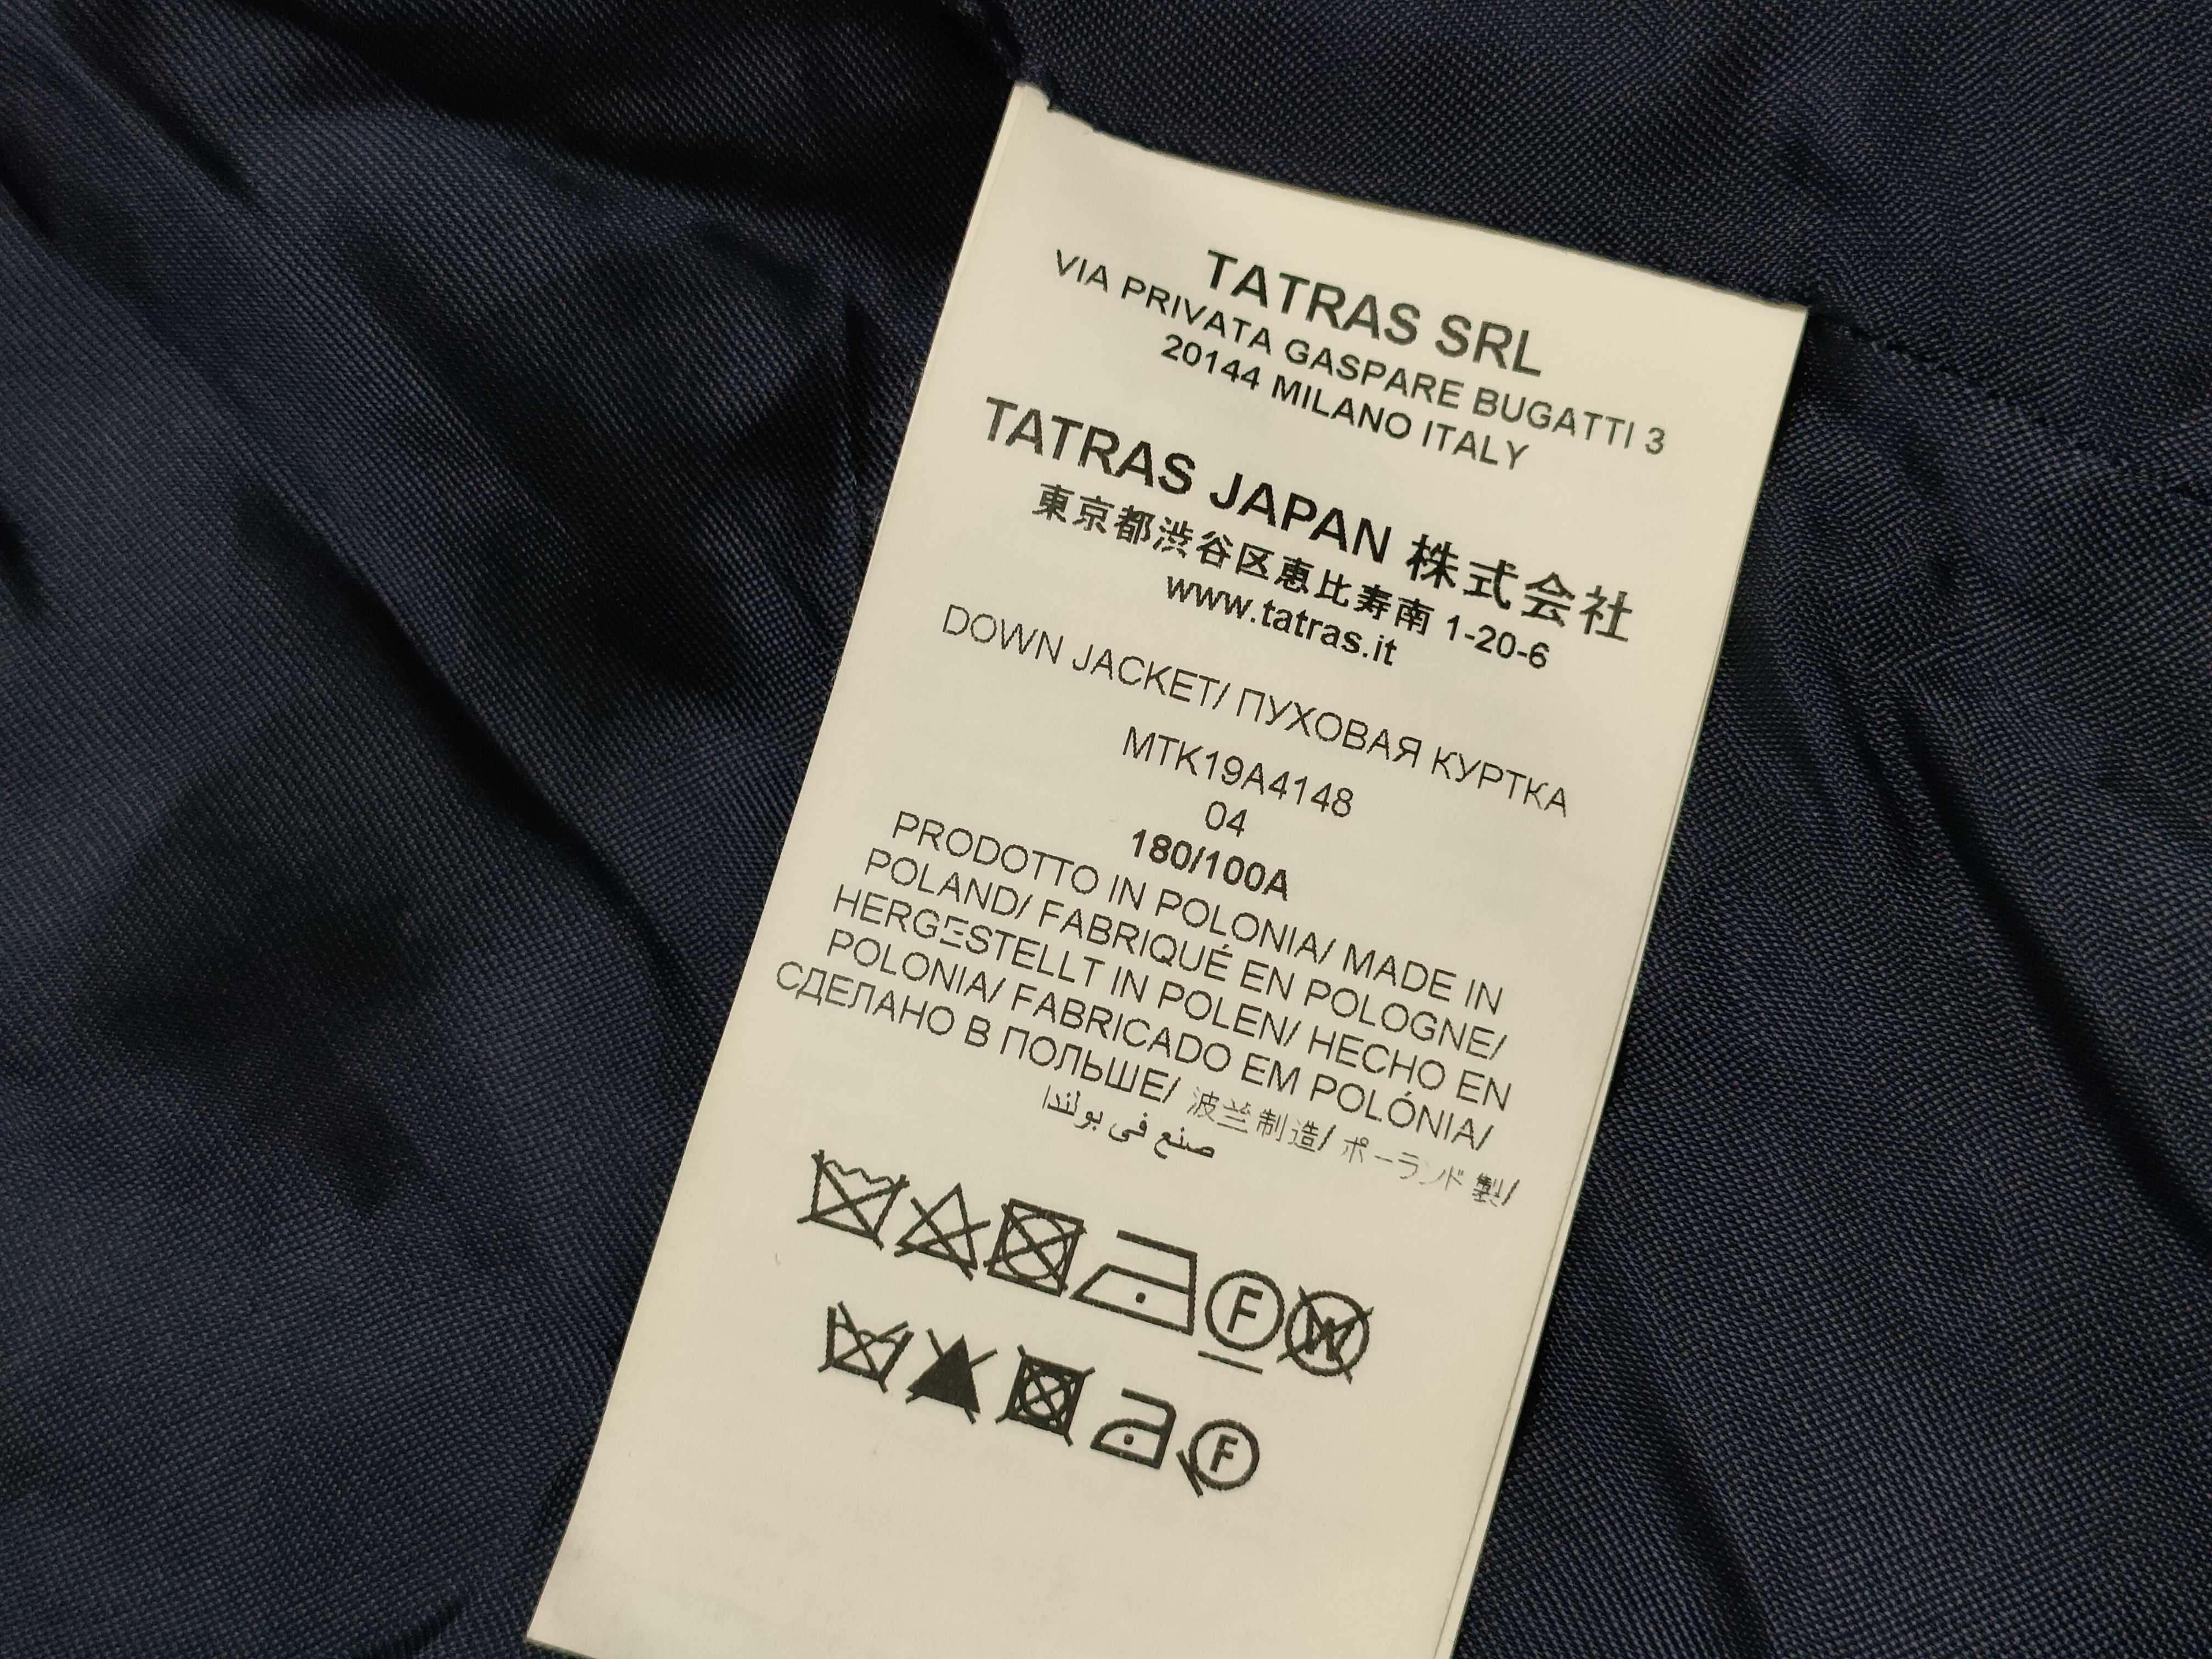 TATRAS SRL
VIA PRIVATA GASPARE BUGATTI 3
20144 MILANO ITALY
TATRAS JAPAN 株式会社
東京都渋谷区恵比寿南 1-20-6
www.tatras.it
DOWN JACKET/ ПУХОВАЯ КУРТКА
MTK19A4148
04
180/100A
PRODOTTO IN POLONIA/ MADE IN
POLAND/ FABRIQUÉ EN POLOGNE/
HERGESTELLT IN POLEN/ HECHO EN
POLONIA/ FABRICADO EM POLÓNIA/
СДЕЛАНО В ПОЛЬШЕ/ 波兰制造/ ポーランド製/
صنع في بولندا
F W
F